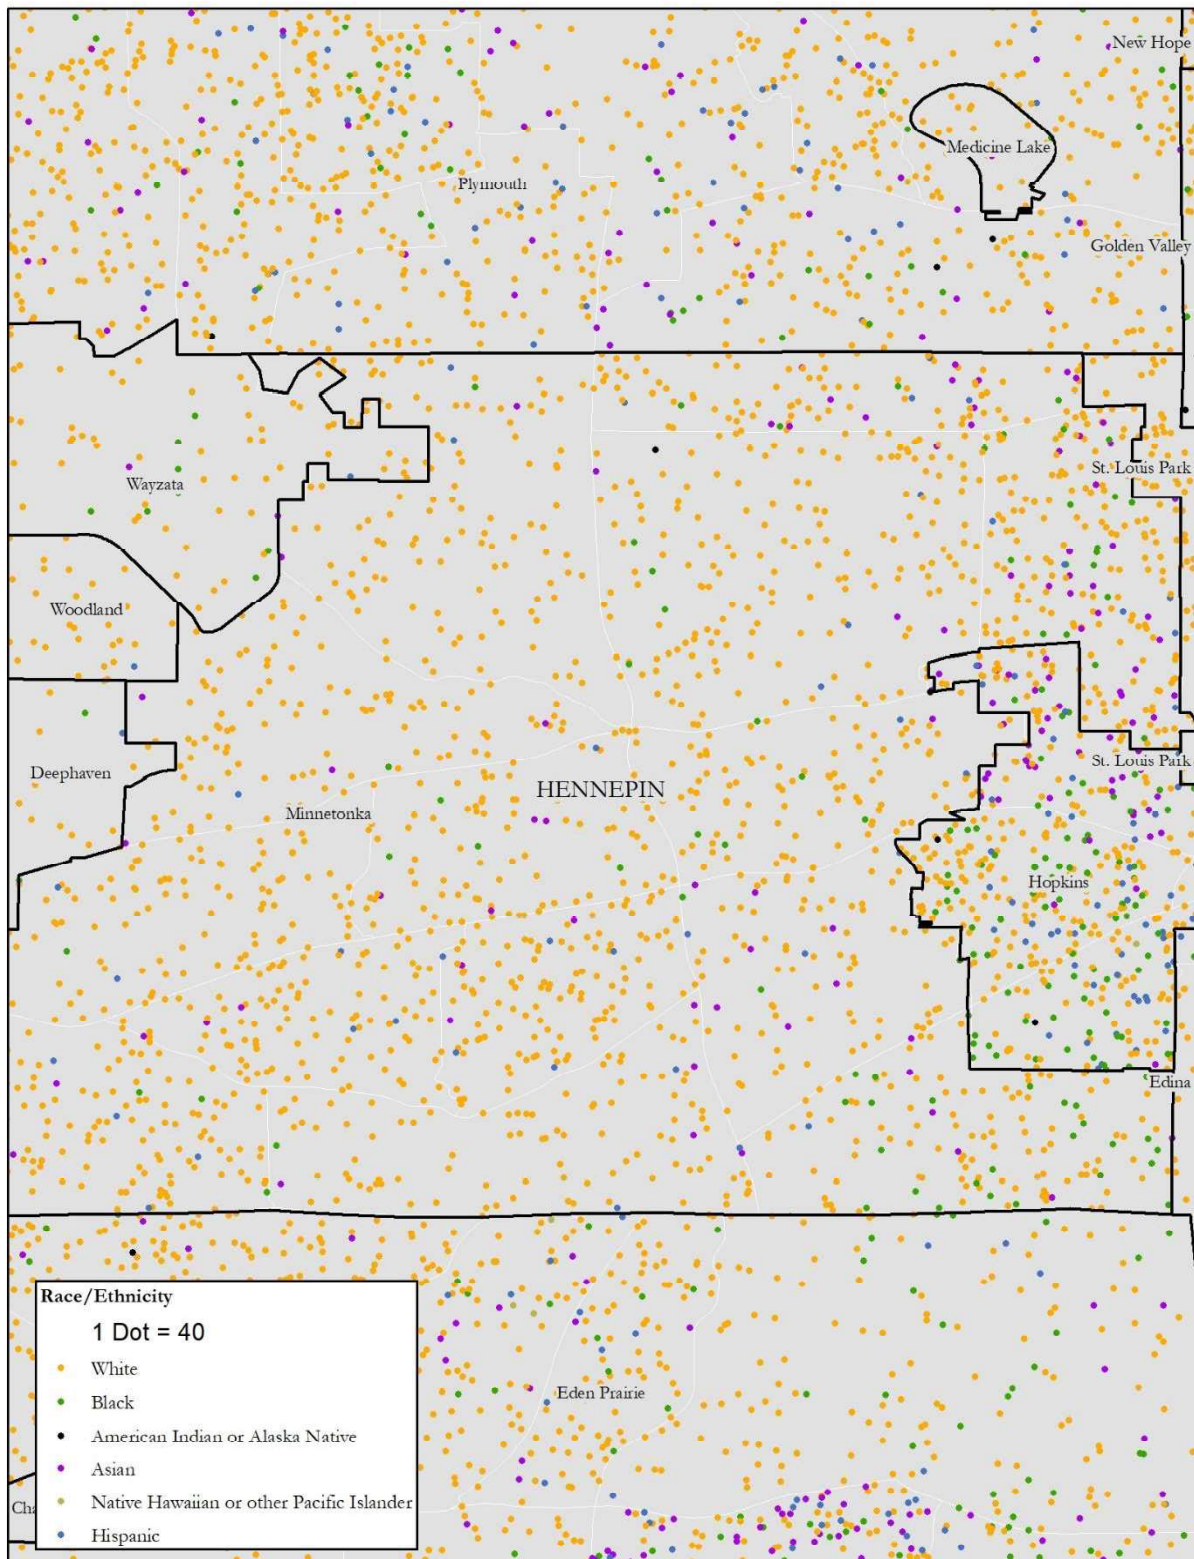 New Hope
Medicine Lake
Plymouth
Golden Valley
St. Louis Park
Wayzata
Woodland
Deephaven
St. Louis Park
HENNEPIN
Minnetonka
Hopkins
Edina
Eden Prairie
Race/Ethnicity
1 Dot = 40
White
Black
American Indian or Alaska Native
Asian
Native Hawaiian or other Pacific Islander
Hispanic
Cha